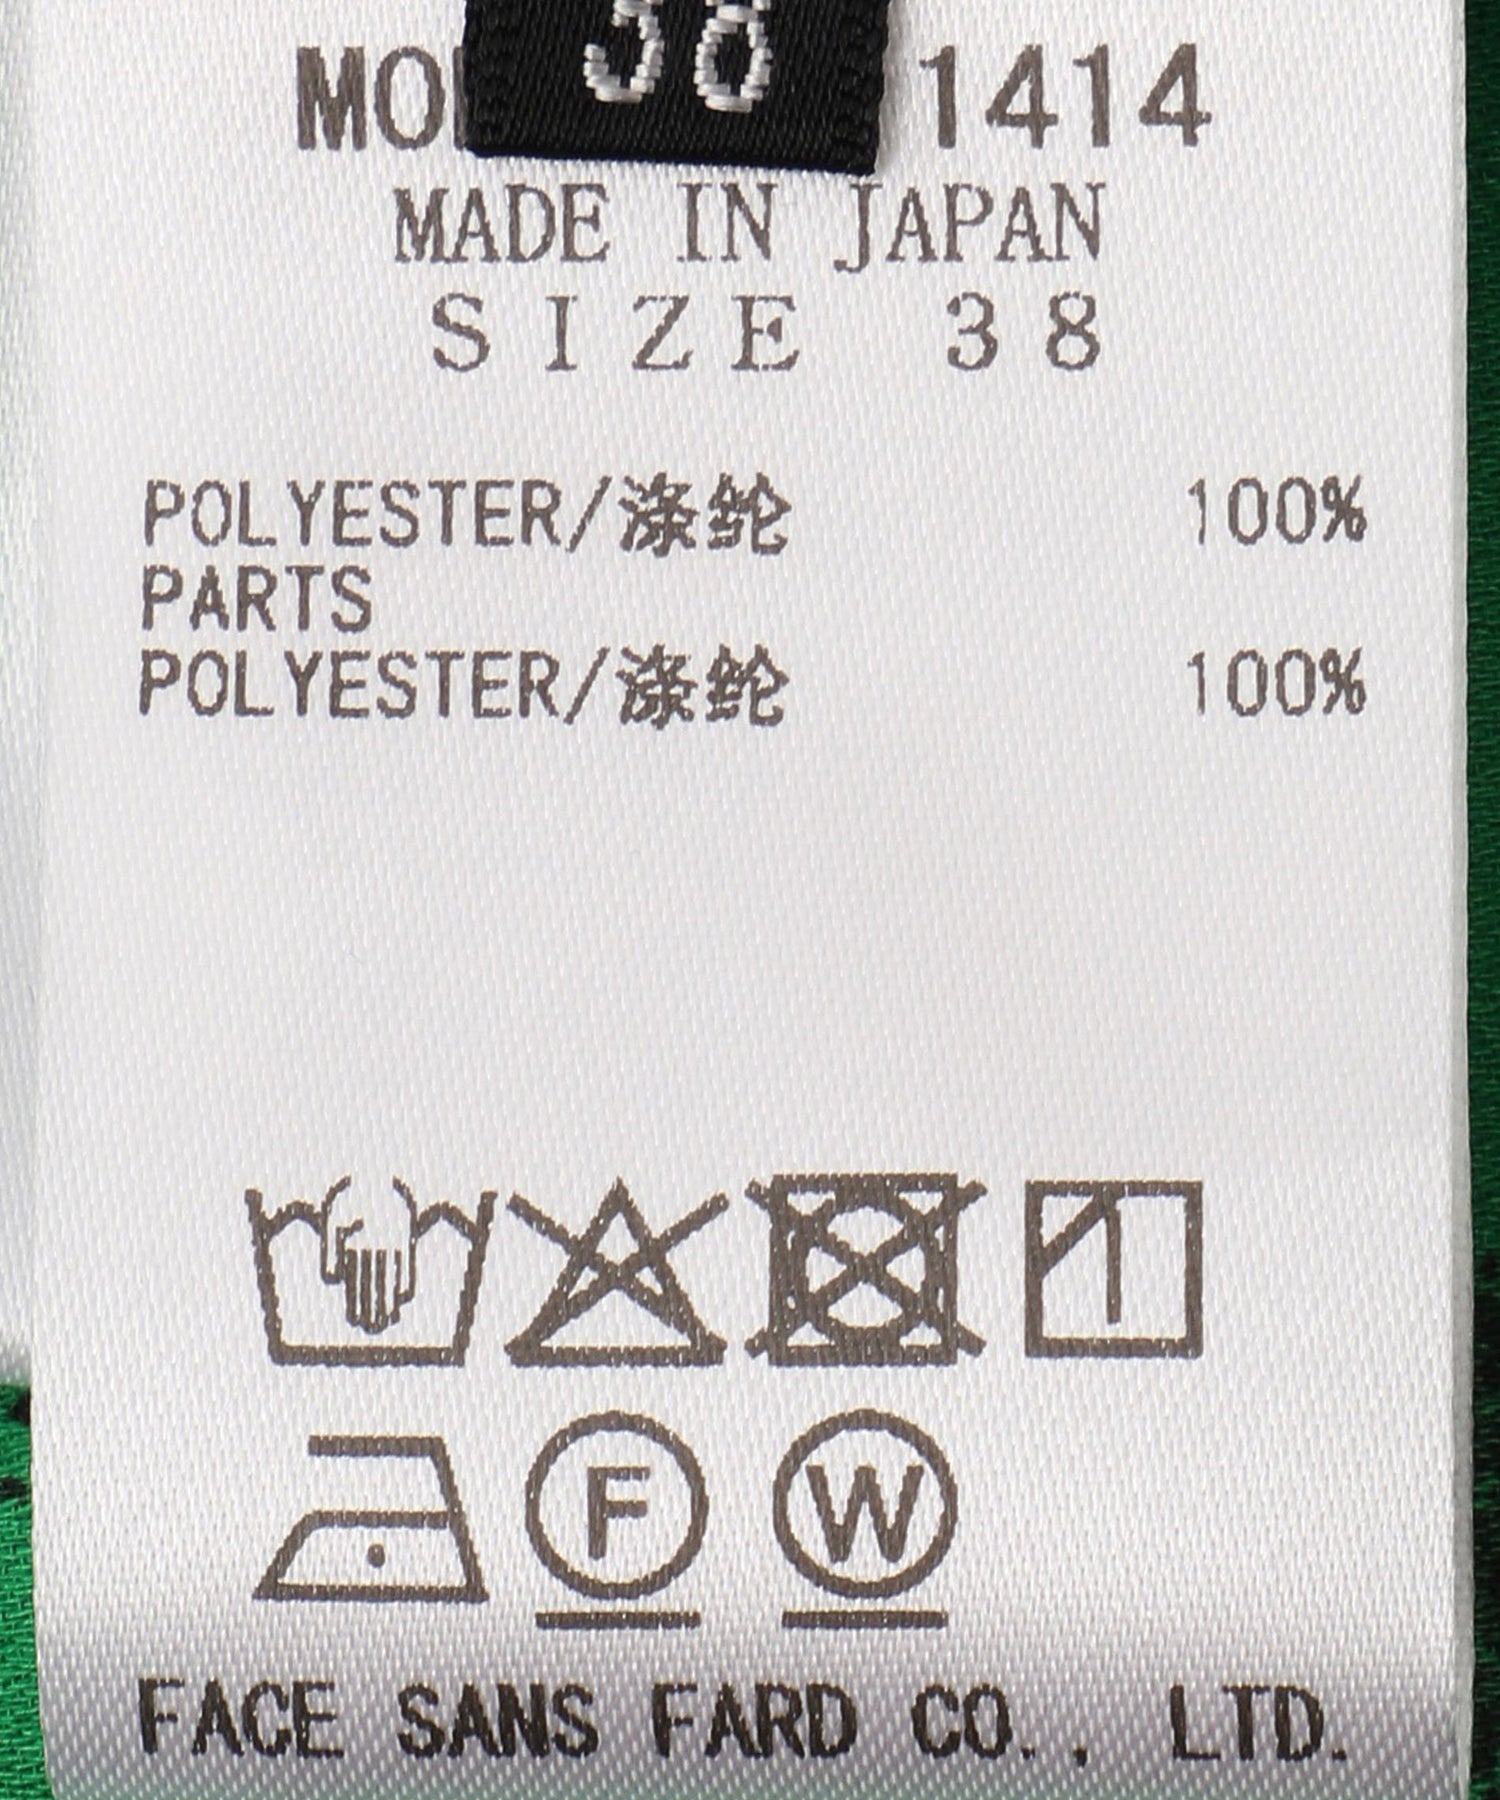 38
1414
MADE IN JAPAN
SIZE 38
POLYESTER/涤纶 100%
PARTS
POLYESTER/涤纶 100%
F W
FACE SANS FARD CO., LTD.